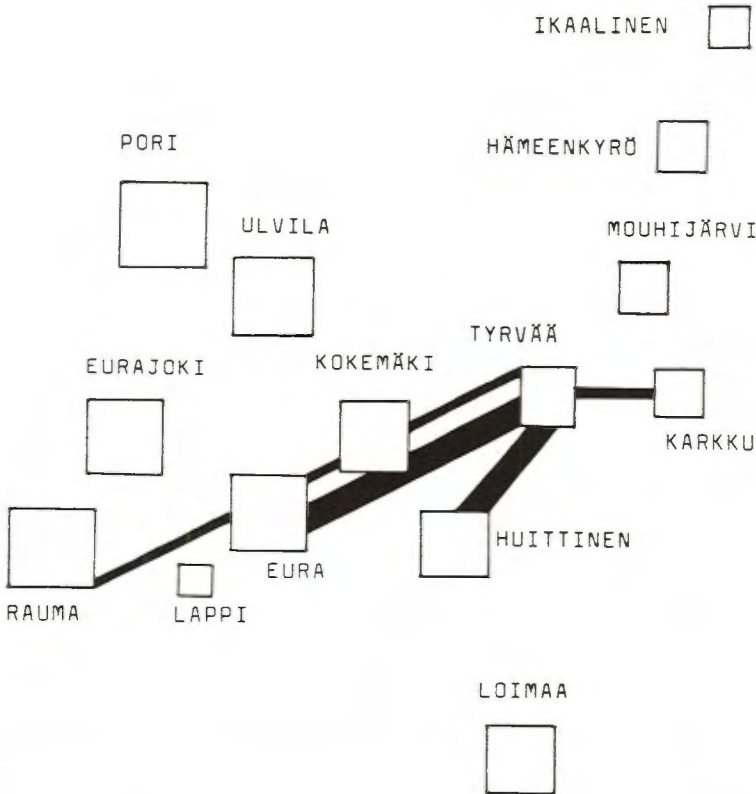 IKAALINEN
HÄMEENKYRÖ
PORI
ULVILA
MOUHIJÄRVI
TYRVÄÄ
KOKEMÄKI
EURAJOKI
KARKKU
HUITTINEN
EURA
RAUMA
LAPPI
LOIMAA